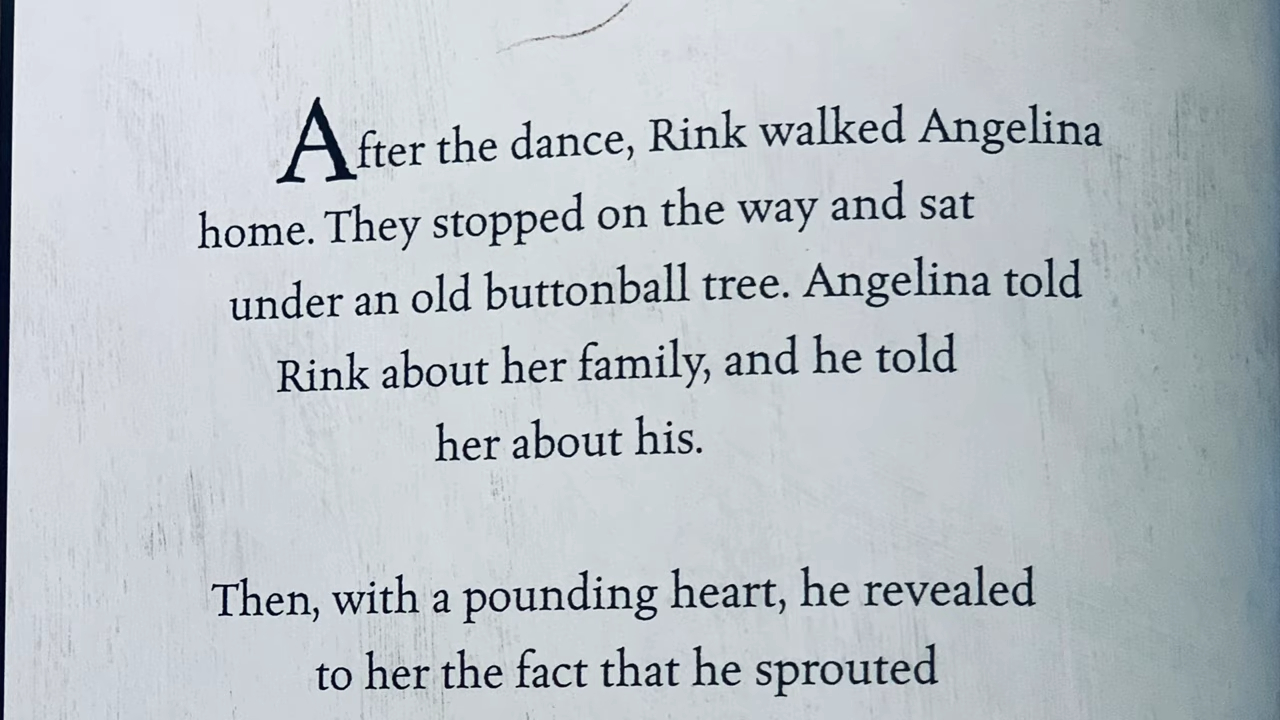 After the dance, Rink walked Angelina
home. They stopped on the way and sat
under an old buttonball tree. Angelina told
Rink about her family, and he told
her about his.
Then, with a pounding heart, he revealed
to her the fact that he sprouted